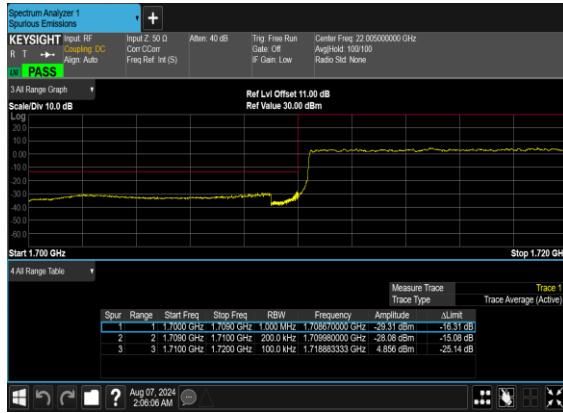 Spectrum Analyzer 1
Spurious Emissions
+
KEYSIGHT Input: RF Input Z: 50 Ω Atten: 40 dB Trig: Free Run Center Freq: 22.005000000 GHz
R T Coupling: DC Corr CCorr Gate: Off Avg|Hold: 100/100
Align: Auto Freq Ref: Int (S) IF Gain: Low Radio Std: None
PASS
3 All Range Graph
Ref Lvl Offset 11.00 dB
Scale/Div 10.0 dB Ref Value 30.00 dBm
Log
20.0
10.0
0.00
-10.0
-20.0
-30.0
-40.0
-50.0
-60.0
Start 1.700 GHz Stop 1.720 GH
4 All Range Table
Measure Trace Trace 1
Trace Type Trace Average (Active)
Spur Range Start Freq Stop Freq RBW Frequency Amplitude ΔLimit
1 1 1.7000 GHz 1.7090 GHz 1.000 MHz 1.708670000 GHz -29.31 dBm -16.31 dB
2 2 1.7090 GHz 1.7100 GHz 200.0 kHz 1.709980000 GHz -28.08 dBm -15.08 dB
3 3 1.7100 GHz 1.7200 GHz 100.0 kHz 1.718883333 GHz 4.856 dBm -25.14 dB
? Aug 07, 2024
2:06:06 AM